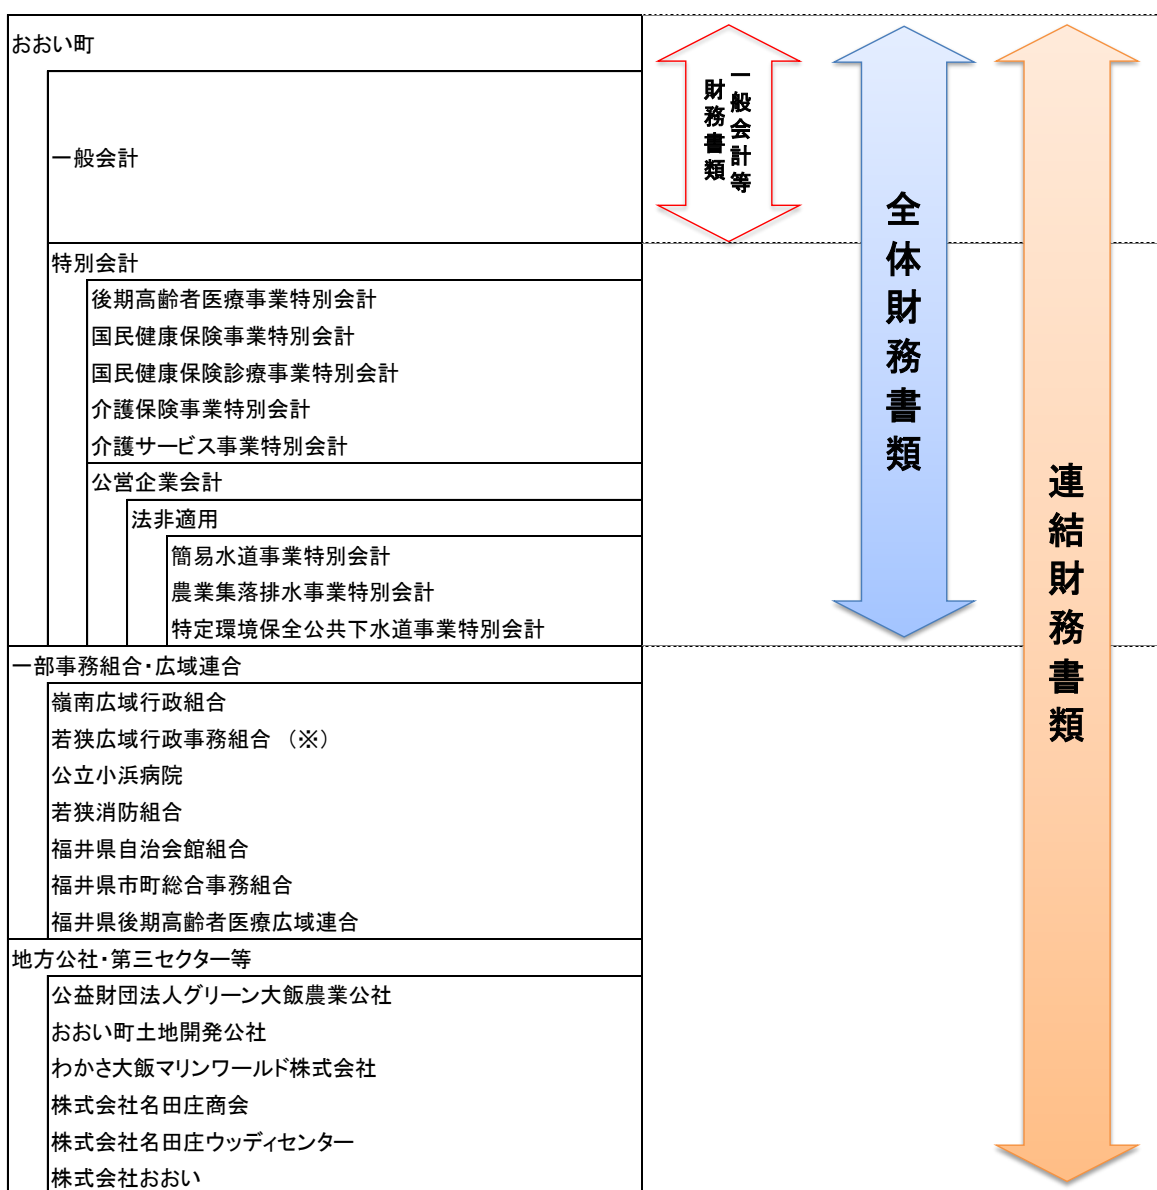 おおい町
一般会計
特別会計
後期高齢者医療事業特別会計
国民健康保険事業特別会計
国民健康保険診療事業特別会計
介護保険事業特別会計
介護サービス事業特別会計
公営企業会計
法非適用
簡易水道事業特別会計
農業集落排水事業特別会計
特定環境保全公共下水道事業特別会計
一部事務組合・広域連合
嶺南広域行政組合
若狭広域行政事務組合 （※）
公立小浜病院
若狭消防組合
福井県自治会館組合
福井県市町総合事務組合
福井県後期高齢者医療広域連合
地方公社・第三セクター等
公益財団法人グリーン大飯農業公社
おおい町土地開発公社
わかさ大飯マリンワールド株式会社
株式会社名田庄商会
株式会社名田庄ウッディセンター
株式会社おおい
一般会計等
財務書類
全体財務書類
連結財務書類